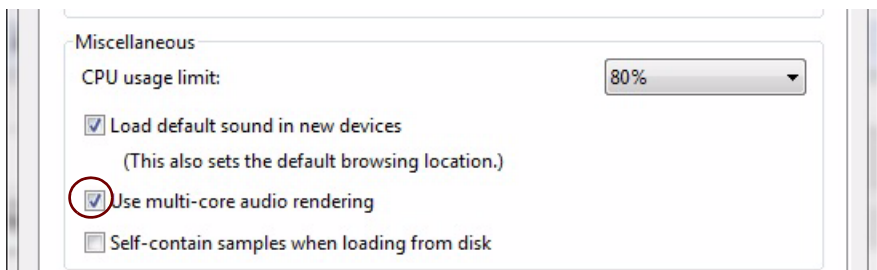 Miscellaneous
CPU usage limit: 80%
Load default sound in new devices
(This also sets the default browsing location.)
Use multi-core audio rendering
Self-contain samples when loading from disk